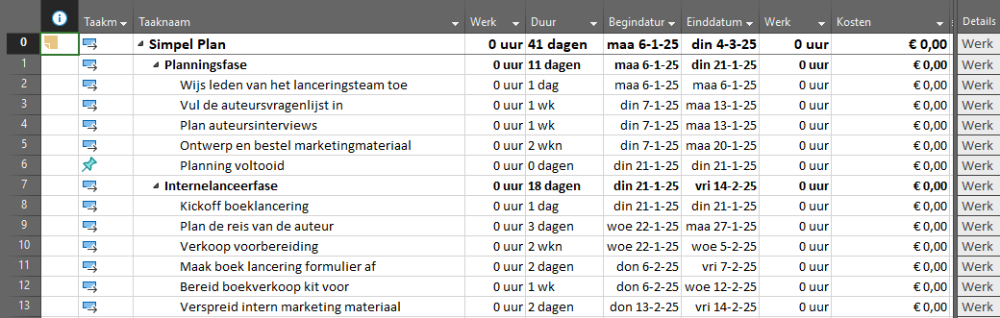 Taakm Taaknaam Werk Duur Begindatur Einddatum Werk Kosten Details
0 Simpel Plan 0 uur 41 dagen maa 6-1-25 din 4-3-25 0 uur € 0,00 Werk
1 Planningsfase 0 uur 11 dagen maa 6-1-25 din 21-1-25 0 uur € 0,00 Werk
2 Wijs leden van het lanceringsteam toe 0 uur 1 dag maa 6-1-25 maa 6-1-25 0 uur € 0,00 Werk
3 Vul de auteursvragenlijst in 0 uur 1 wk din 7-1-25 maa 13-1-25 0 uur € 0,00 Werk
4 Plan auteursinterviews 0 uur 1 wk din 7-1-25 maa 13-1-25 0 uur € 0,00 Werk
5 Ontwerp en bestel marketingmateriaal 0 uur 2 wkn din 7-1-25 maa 20-1-25 0 uur € 0,00 Werk
6 Planning voltooid 0 uur 0 dagen din 21-1-25 din 21-1-25 0 uur € 0,00 Werk
7 Internelanceerfase 0 uur 18 dagen din 21-1-25 vri 14-2-25 0 uur € 0,00 Werk
8 Kickoff boeklancering 0 uur 1 dag din 21-1-25 din 21-1-25 0 uur € 0,00 Werk
9 Plan de reis van de auteur 0 uur 3 dagen woe 22-1-25 maa 27-1-25 0 uur € 0,00 Werk
10 Verkoop voorbereiding 0 uur 2 wkn woe 22-1-25 woe 5-2-25 0 uur € 0,00 Werk
11 Maak boek lancering formulier af 0 uur 2 dagen don 6-2-25 vri 7-2-25 0 uur € 0,00 Werk
12 Bereid boekverkoop kit voor 0 uur 1 wk don 6-2-25 woe 12-2-25 0 uur € 0,00 Werk
13 Verspreid intern marketing materiaal 0 uur 2 dagen don 13-2-25 vri 14-2-25 0 uur € 0,00 Werk